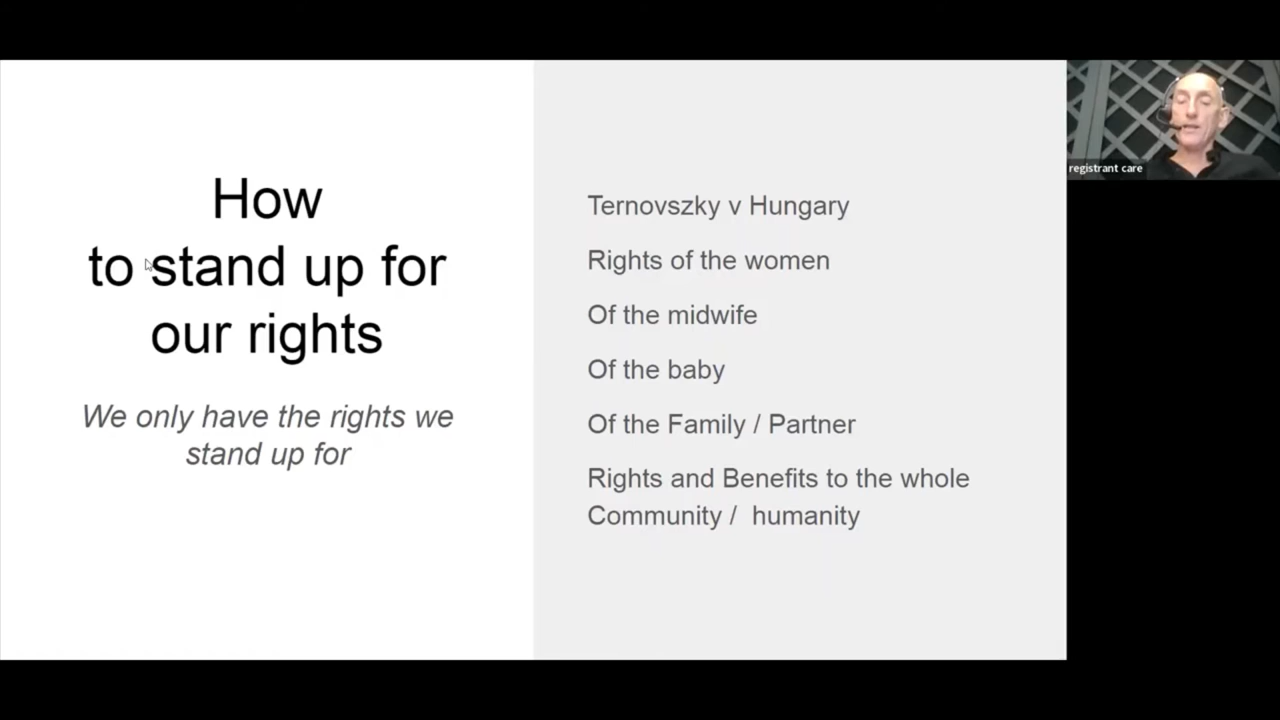 How
to stand up for
our rights
We only have the rights we
stand up for
Ternovszky v Hungary
Rights of the women
Of the midwife
Of the baby
Of the Family / Partner
Rights and Benefits to the whole
Community /  humanity
registrant care